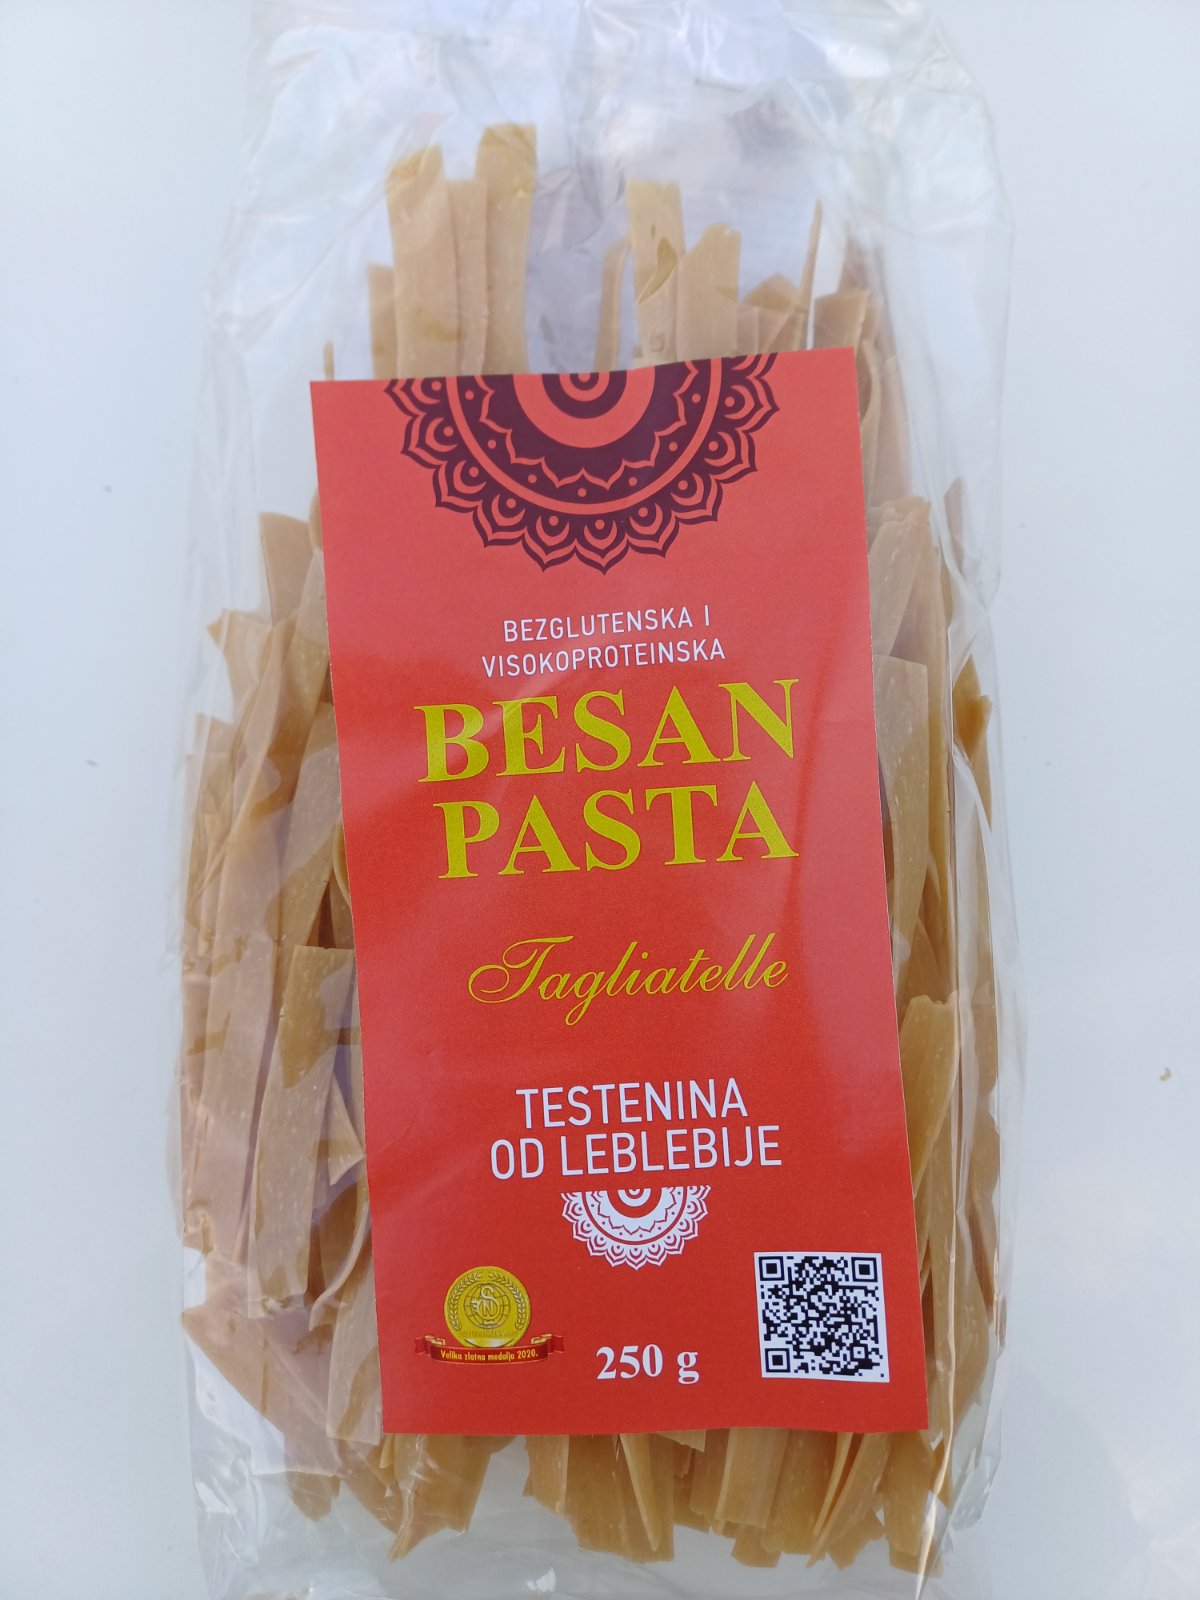 BEZGLUTENSKA I
VISOKOPROTEINSKA
BESAN
PASTA
Tagliatelle
TESTENINA
OD LEBLEBIJE
Velika zlatna medalja 2020.
250 g